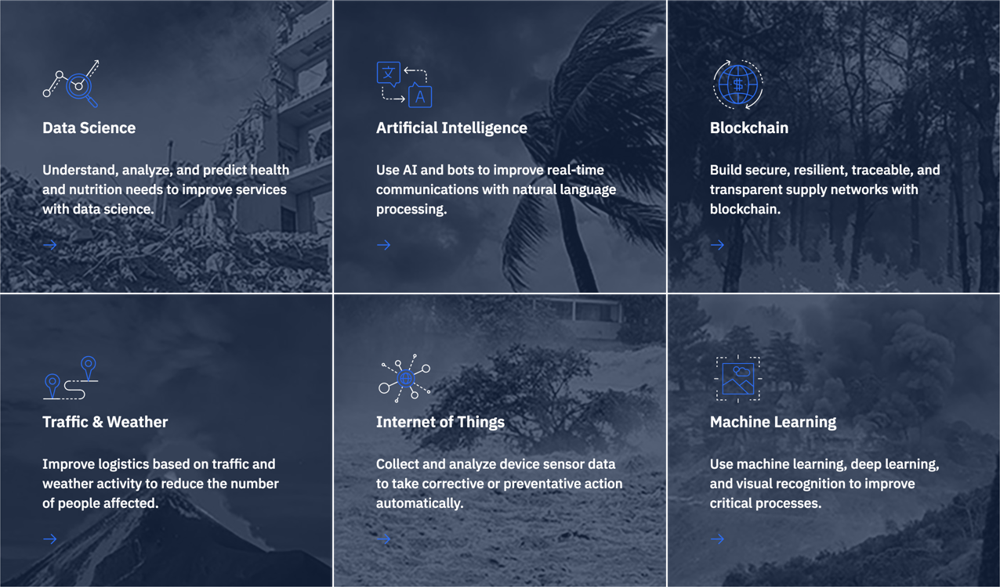 Data Science
Understand, analyze, and predict health
and nutrition needs to improve services
with data science.
文
A
Artificial Intelligence
Use AI and bots to improve real-time
communications with natural language
processing.
$
Blockchain
Build secure, resilient, traceable, and
transparent supply networks with
blockchain.
Traffic & Weather
Improve logistics based on traffic and
weather activity to reduce the number
of people affected.
Internet of Things
Collect and analyze device sensor data
to take corrective or preventative action
automatically.
Machine Learning
Use machine learning, deep learning,
and visual recognition to improve
critical processes.